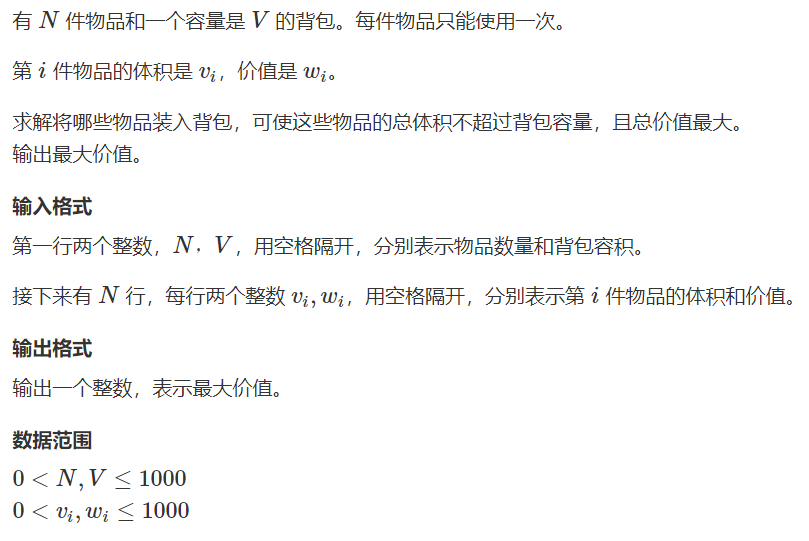 有 N 件物品和一个容量是 V 的背包。每件物品只能使用一次。
第 i 件物品的体积是 vᵢ，价值是 wᵢ。
求解将哪些物品装入背包，可使这些物品的总体积不超过背包容量，且总价值最大。
输出最大价值。
输入格式
第一行两个整数，N，V，用空格隔开，分别表示物品数量和背包容积。
接下来有 N 行，每行两个整数 vᵢ, wᵢ，用空格隔开，分别表示第 i 件物品的体积和价值。
输出格式
输出一个整数，表示最大价值。
数据范围
0 < N, V ≤ 1000
0 < vᵢ, wᵢ ≤ 1000